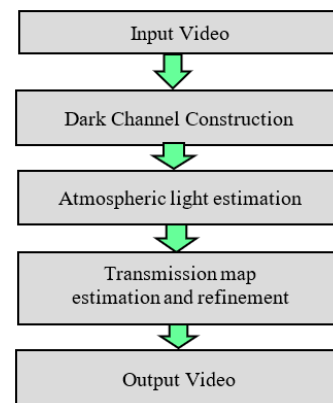 Input Video
Dark Channel Construction
Atmospheric light estimation
Transmission map
estimation and refinement
Output Video